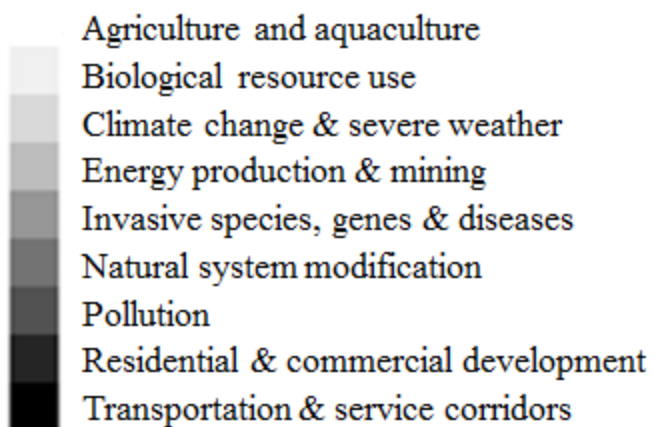 Agriculture and aquaculture
Biological resource use
Climate change & severe weather
Energy production & mining
Invasive species, genes & diseases
Natural system modification
Pollution
Residential & commercial development
Transportation & service corridors